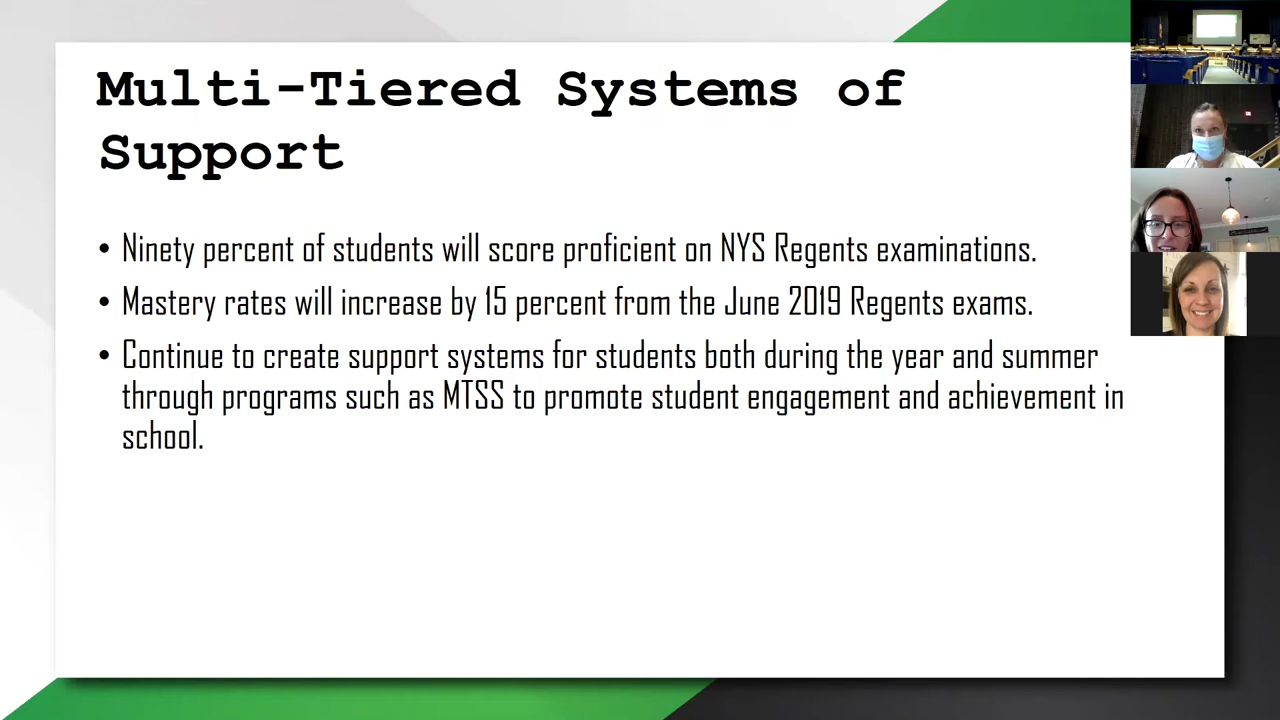 Multi-Tiered Systems of
Support
• Ninety percent of students will score proficient on NYS Regents examinations.
• Mastery rates will increase by 15 percent from the June 2019 Regents exams.
• Continue to create support systems for students both during the year and summer
through programs such as MTSS to promote student engagement and achievement in
school.